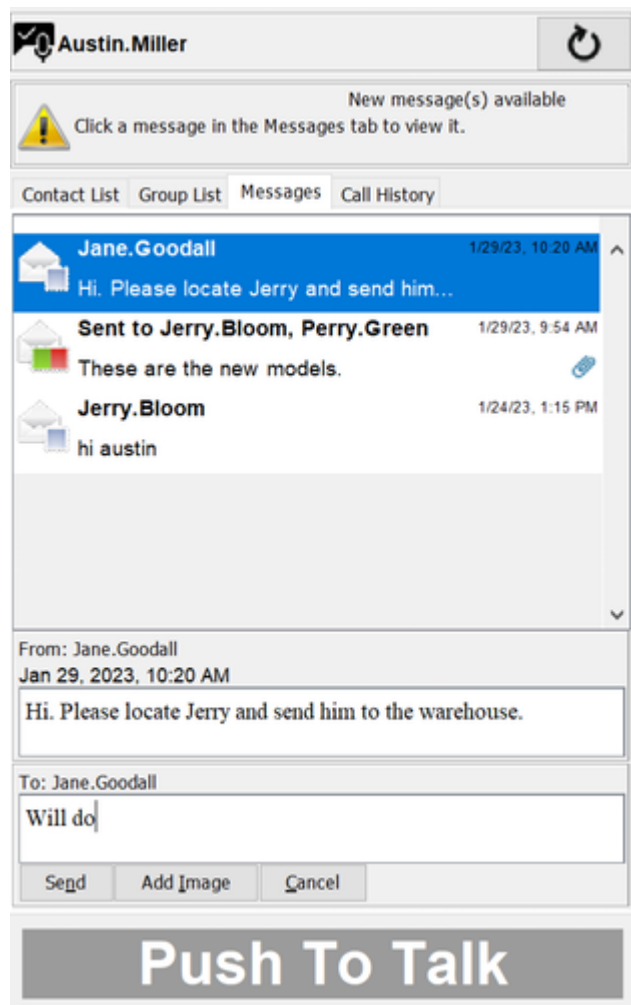 Austin.Miller
New message(s) available
Click a message in the Messages tab to view it.
Contact List Group List Messages Call History
Jane.Goodall 1/29/23, 10:20 AM
Hi. Please locate Jerry and send him...
Sent to Jerry.Bloom, Perry.Green 1/29/23, 9:54 AM
These are the new models.
Jerry.Bloom 1/24/23, 1:15 PM
hi austin
From: Jane.Goodall
Jan 29, 2023, 10:20 AM
Hi. Please locate Jerry and send him to the warehouse.
To: Jane.Goodall
Will do
Send Add Image Cancel
Push To Talk